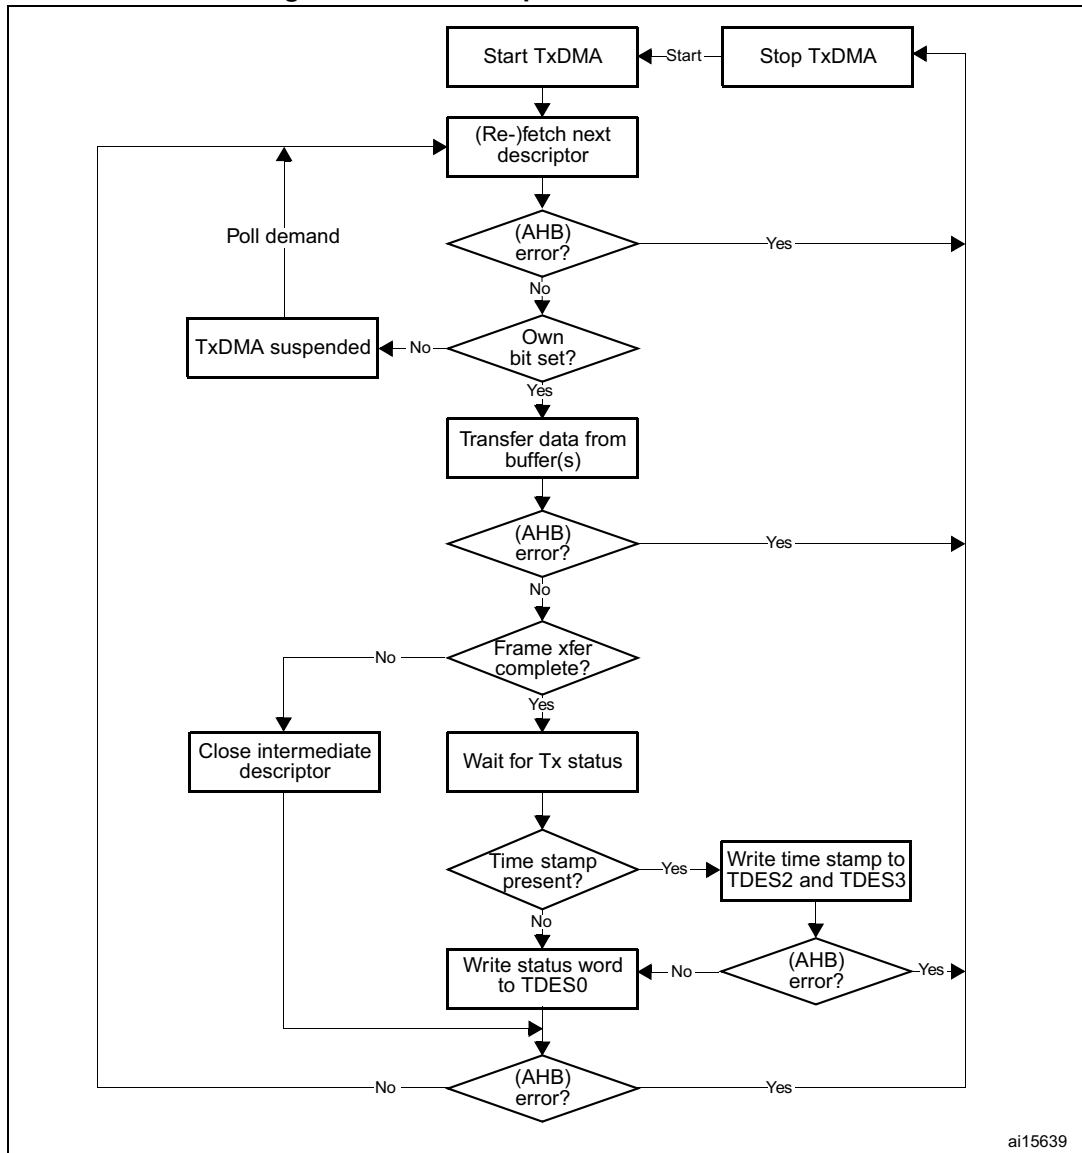 Start TxDMA
Start
Stop TxDMA
(Re-)fetch next
descriptor
Poll demand
(AHB)
error?
Yes
No
TxDMA suspended
No
Own
bit set?
Yes
Transfer data from
buffer(s)
(AHB)
error?
Yes
No
No
Frame xfer
complete?
Yes
Close intermediate
descriptor
Wait for Tx status
Time stamp
present?
Yes
Write time stamp to
TDES2 and TDES3
No
Write status word
to TDES0
No
(AHB)
error?
Yes
No
(AHB)
error?
Yes
ai15639